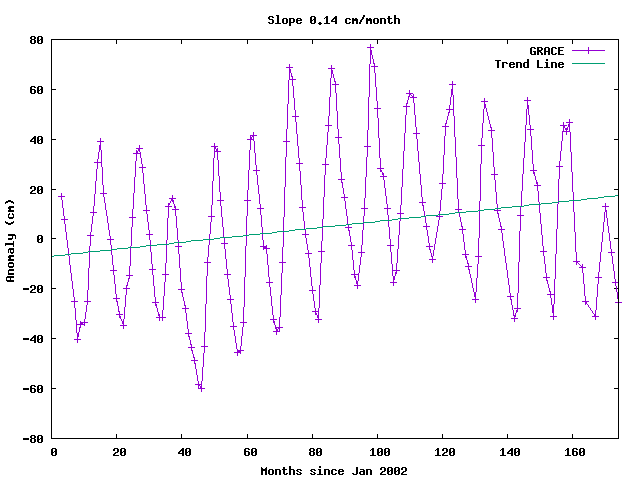 Slope 0.14 cm/month
GRACE
Trend Line
80
60
40
20
0
-20
-40
-60
-80
Anomaly (cm)
0 20 40 60 80 100 120 140 160
Months since Jan 2002